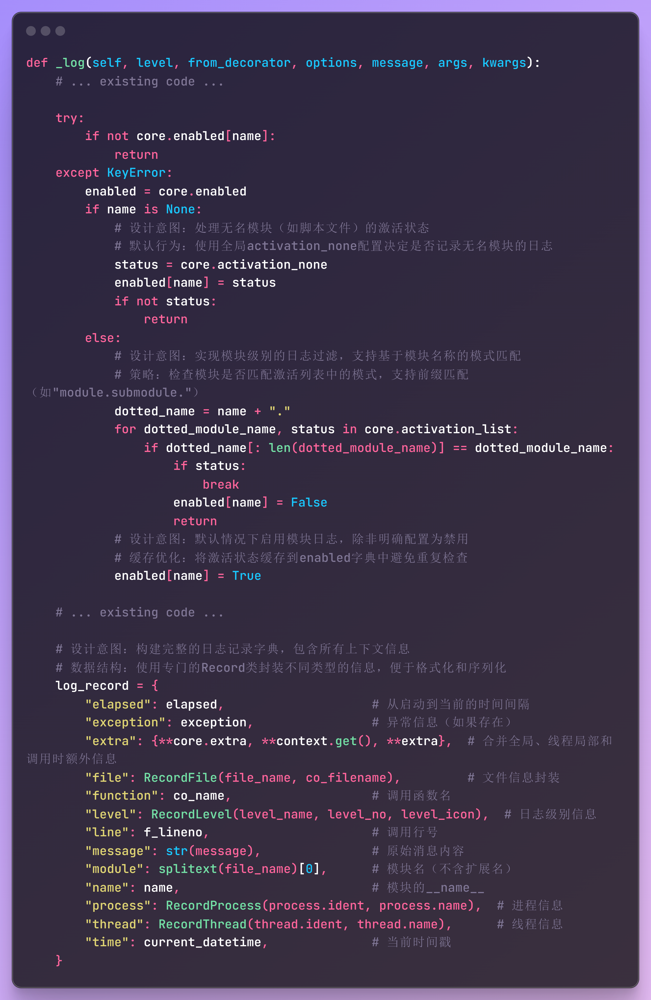 def _log(self, level, from_decorator, options, message, args, kwargs):
    # ... existing code ...

    try:
        if not core.enabled[name]:
            return
    except KeyError:
        enabled = core.enabled
        if name is None:
            # 设计意图：处理无名模块（如脚本文件）的激活状态
            # 默认行为：使用全局activation_none配置决定是否记录无名模块的日志
            status = core.activation_none
            enabled[name] = status
            if not status:
                return
        else:
            # 设计意图：实现模块级别的日志过滤，支持基于模块名称的模式匹配
            # 策略：检查模块是否匹配激活列表中的模式，支持前缀匹配
（如"module.submodule."）
            dotted_name = name + "."
            for dotted_module_name, status in core.activation_list:
                if dotted_name[: len(dotted_module_name)] == dotted_module_name:
                    if status:
                        break
                    enabled[name] = False
                    return
            # 设计意图：默认情况下启用模块日志，除非明确配置为禁用
            # 缓存优化：将激活状态缓存到enabled字典中避免重复检查
            enabled[name] = True

    # ... existing code ...

    # 设计意图：构建完整的日志记录字典，包含所有上下文信息
    # 数据结构：使用专门的Record类封装不同类型的信息，便于格式化和序列化
    log_record = {
        "elapsed": elapsed,                    # 从启动到当前的时间间隔
        "exception": exception,                # 异常信息（如果存在）
        "extra": {**core.extra, **context.get(), **extra},  # 合并全局、线程局部和
调用时额外信息
        "file": RecordFile(file_name, co_filename),         # 文件信息封装
        "function": co_name,                   # 调用函数名
        "level": RecordLevel(level_name, level_no, level_icon),  # 日志级别信息
        "line": f_lineno,                      # 调用行号
        "message": str(message),               # 原始消息内容
        "module": splitext(file_name)[0],      # 模块名（不含扩展名）
        "name": name,                          # 模块的__name__
        "process": RecordProcess(process.ident, process.name),  # 进程信息
        "thread": RecordThread(thread.ident, thread.name),      # 线程信息
        "time": current_datetime,              # 当前时间戳
    }